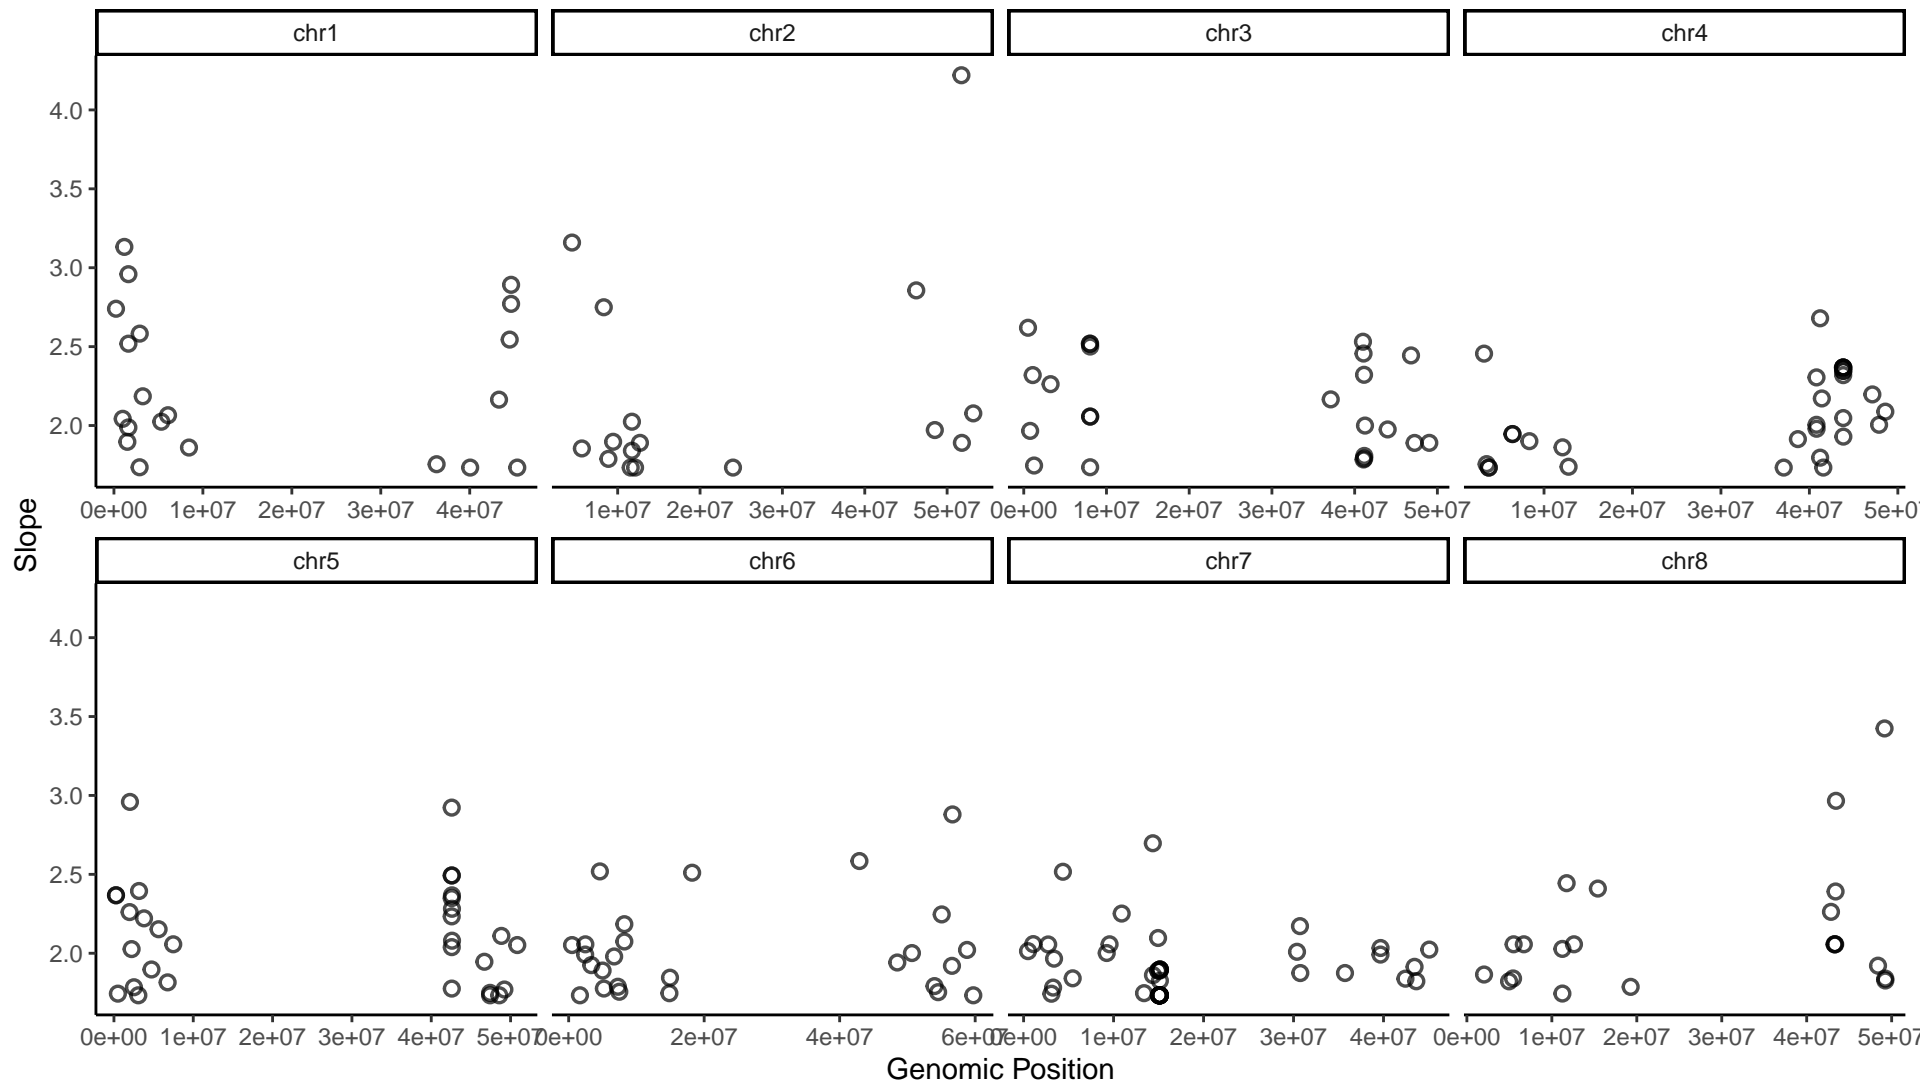 chr1 chr2 chr3 chr4
4.0
3.5
3.0
2.5
2.0
0e+00 1e+07 2e+07 3e+07 4e+07 1e+07 2e+07 3e+07 4e+07 5e+07 0e+00 1e+07 2e+07 3e+07 4e+07 5e+07 1e+07 2e+07 3e+07 4e+07 5e+0
Slope
chr5 chr6 chr7 chr8
4.0
3.5
3.0
2.5
2.0
0e+00 1e+07 2e+07 3e+07 4e+07 5e+07 0e+00 2e+07 4e+07 6e+07 0e+00 1e+07 2e+07 3e+07 4e+07 0e+00 1e+07 2e+07 3e+07 4e+07 5e+07
Genomic Position